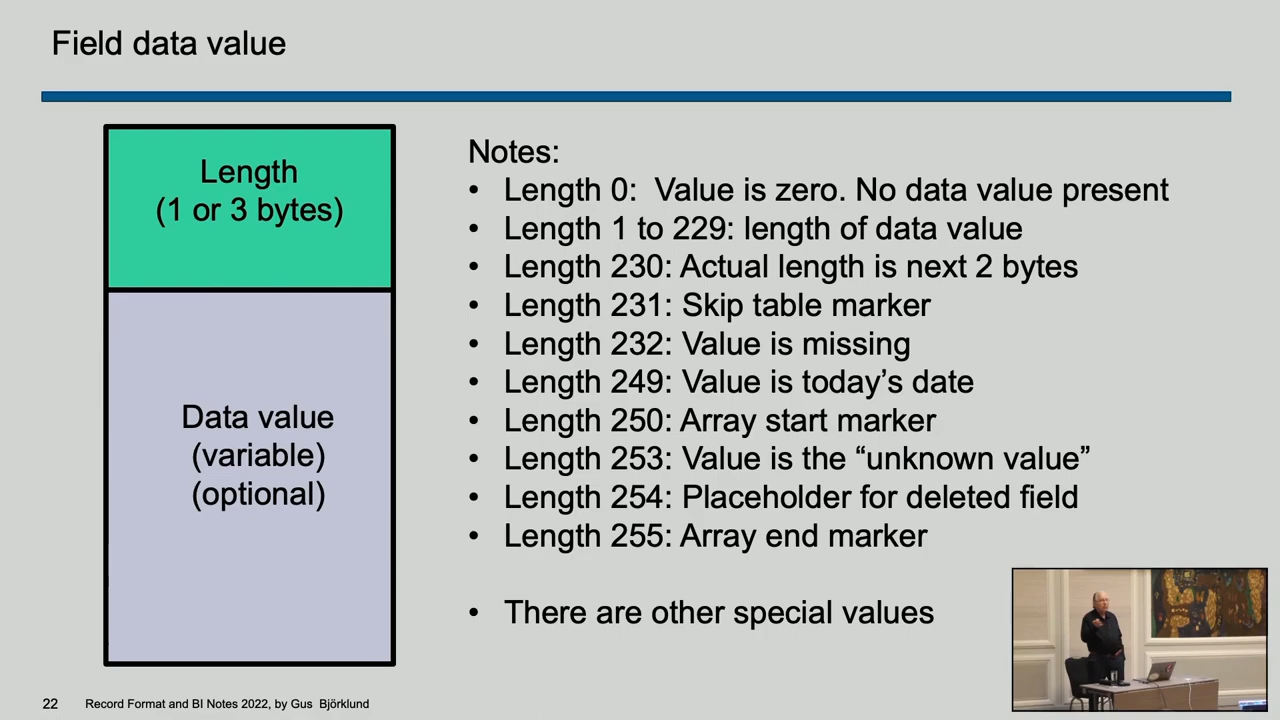 Field data value
Length
(1 or 3 bytes)
Data value
(variable)
(optional)
Notes:
• Length 0:  Value is zero. No data value present
• Length 1 to 229: length of data value
• Length 230: Actual length is next 2 bytes
• Length 231: Skip table marker
• Length 232: Value is missing
• Length 249: Value is today’s date
• Length 250: Array start marker
• Length 253: Value is the “unknown value”
• Length 254: Placeholder for deleted field
• Length 255: Array end marker
• There are other special values
22 Record Format and BI Notes 2022, by Gus  Björklund